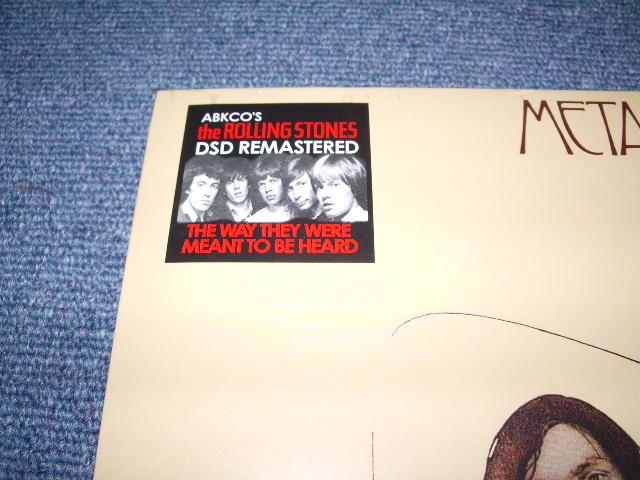 ABKCO'S
the ROLLING STONES
DSD REMASTERED
THE WAY THEY WERE
MEANT TO BE HEARD
META